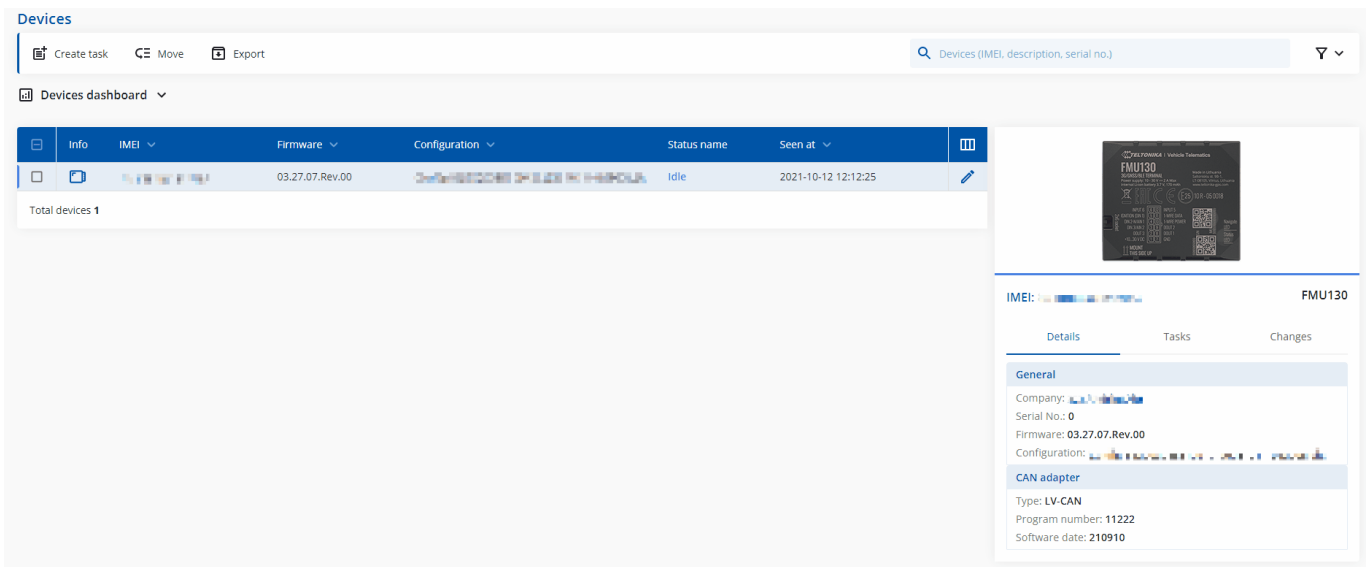 Devices
Create task Move Export Devices (IMEI, description, serial no.)
Devices dashboard
Info IMEI Firmware Configuration Status name Seen at
03.27.07.Rev.00 Idle 2021-10-12 12:12:25
Total devices 1
TELTONIKA | Vehicle Telematics
FMU130
IMEI: FMU130
Details Tasks Changes
General
Company:
Serial No.: 0
Firmware: 03.27.07.Rev.00
Configuration:
CAN adapter
Type: LV-CAN
Program number: 11222
Software date: 210910